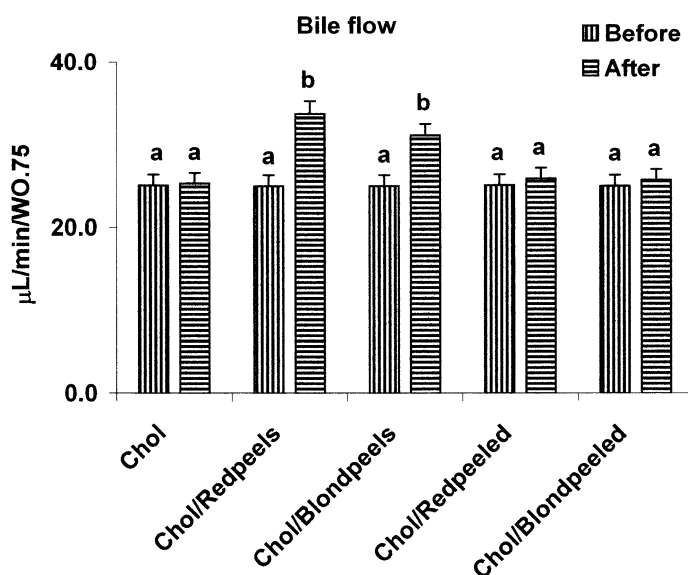 Bile flow
Before
After
40.0
20.0
0.0
µL/min/WO.75
a
a
a
b
a
b
a
a
a
a
Chol
Chol/Redpeels
Chol/Blondpeels
Chol/Redpeeled
Chol/Blondpeeled